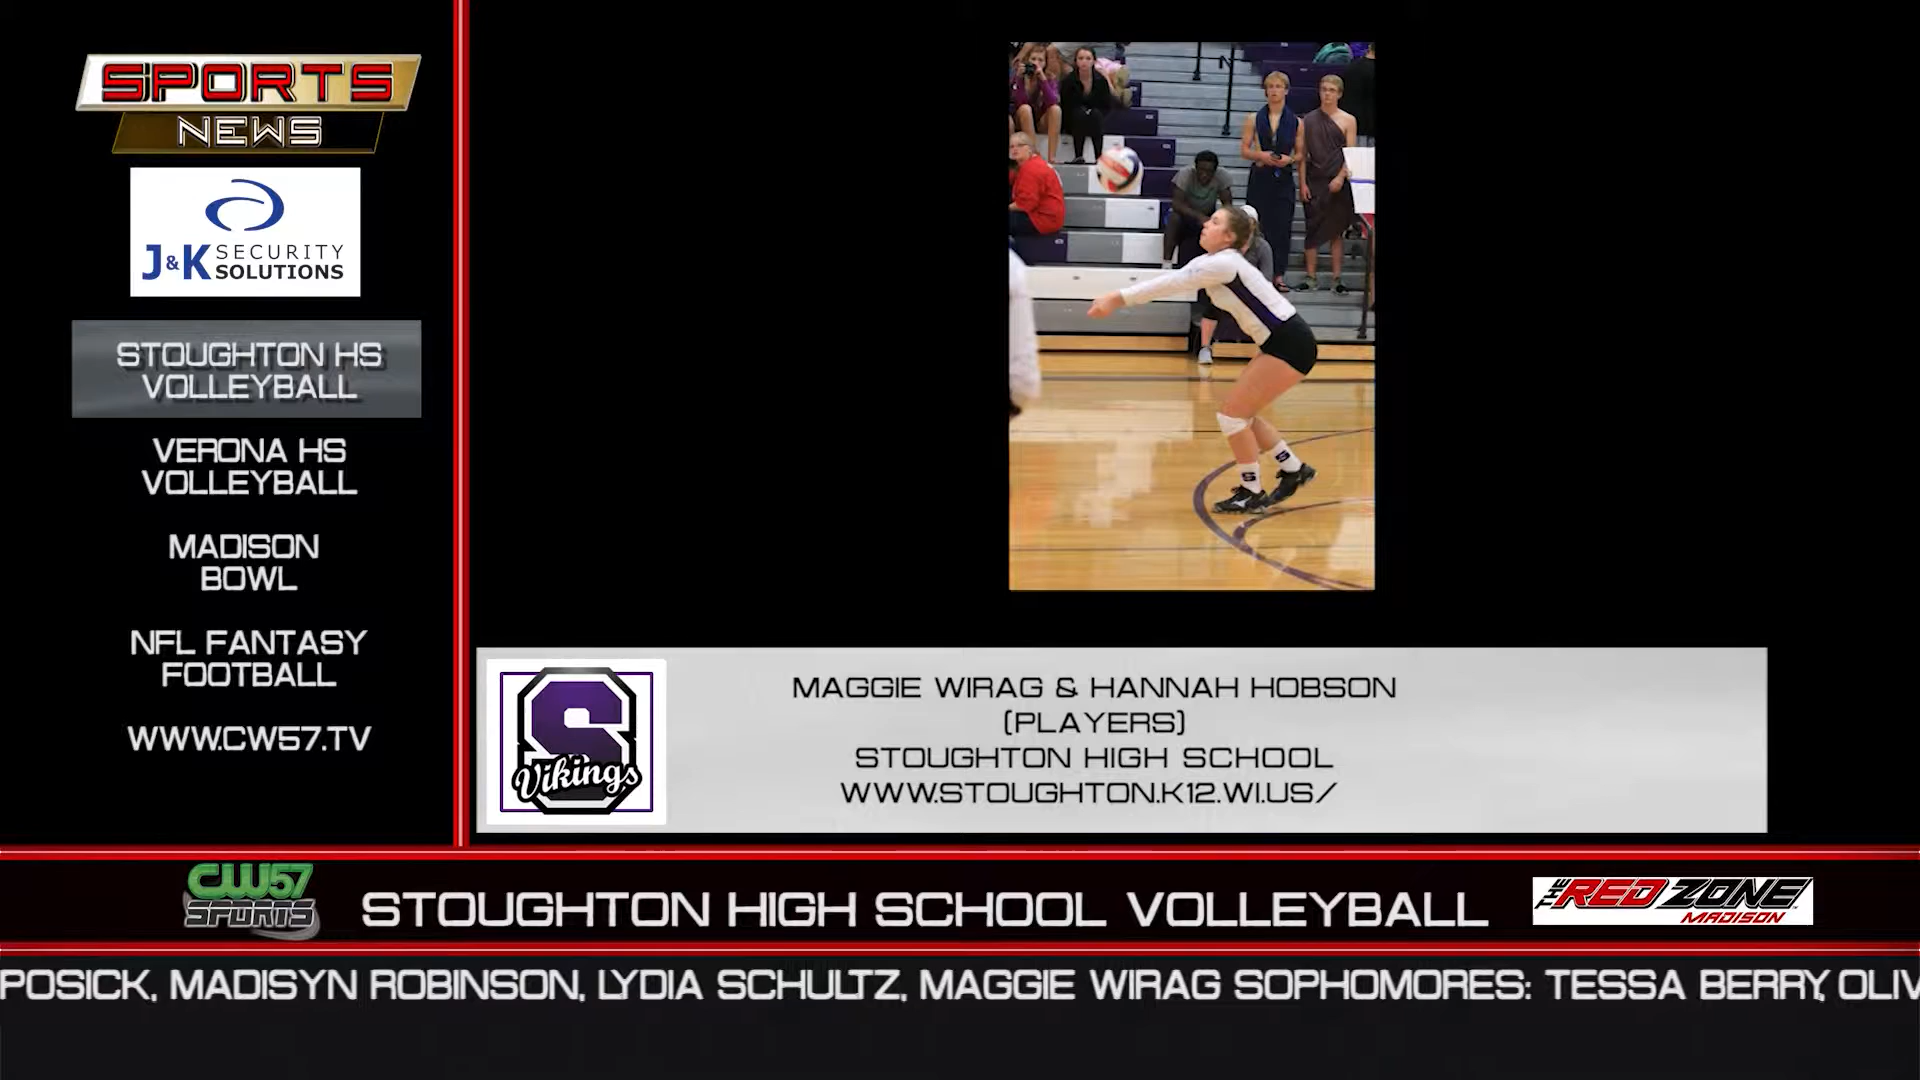 SPORTS
NEWS
J&K SECURITY
SOLUTIONS
STOUGHTON HS
VOLLEYBALL
VERONA HS
VOLLEYBALL
MADISON
BOWL
NFL FANTASY
FOOTBALL
WWW.CW57.TV
S
Vikings
MAGGIE WIRAG & HANNAH HOBSON
(PLAYERS)
STOUGHTON HIGH SCHOOL
WWW.STOUGHTON.K12.WI.US/
CW57
SPORTS
STOUGHTON HIGH SCHOOL VOLLEYBALL
THE RED ZONE
MADISON
POSICK, MADISYN ROBINSON, LYDIA SCHULTZ, MAGGIE WIRAG SOPHOMORES: TESSA BERRY, OLIV